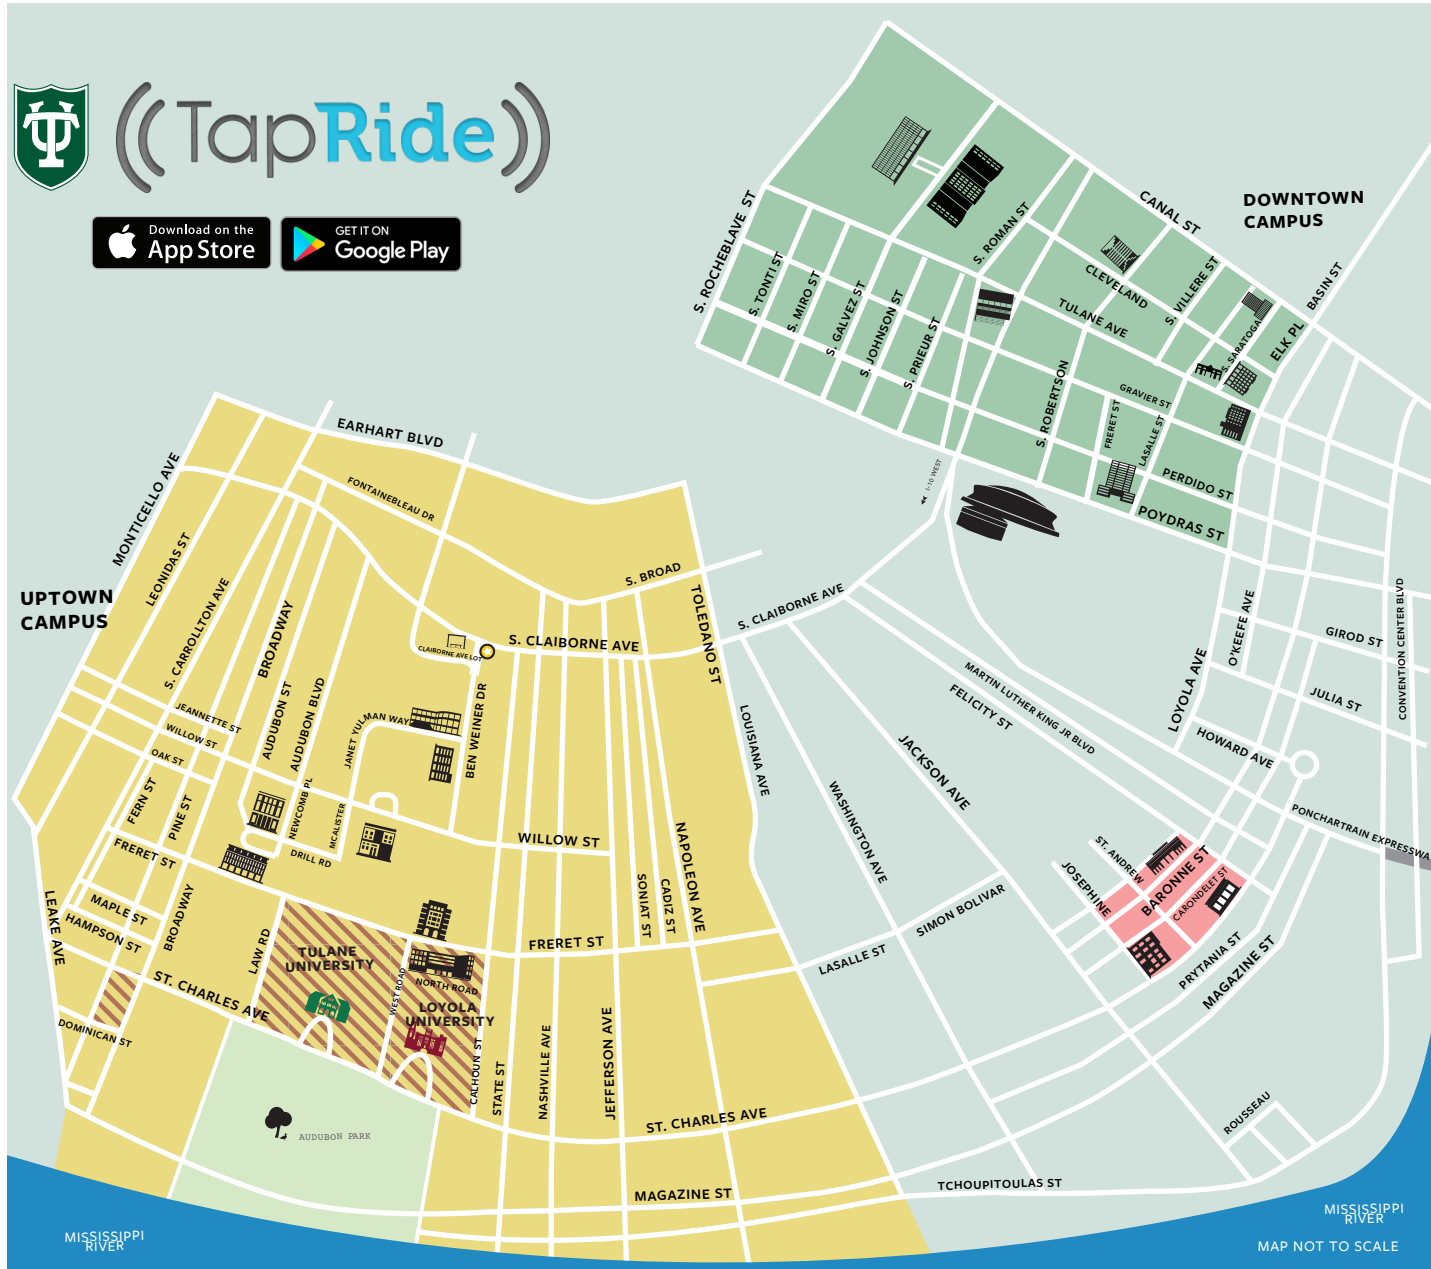 TapRide
Download on the
App Store
GET IT ON
Google Play
DOWNTOWN
CAMPUS
CANAL ST
BASIN ST
S. ROCHEBLAVE ST
S. TONTI ST
S. MIRO ST
S. GALVEZ ST
S. JOHNSON ST
S. PRIEUR ST
S. ROMAN ST
CLEVELAND
TULANE AVE
S. VILLERE ST
S. SARATOGA
ELK PL
S. ROBERTSON
GRAVIER ST
FRERET ST
LASALLE ST
PERDIDO ST
POYDRAS ST
I-10 WEST
EARHART BLVD
MONTICELLO AVE
FONTAINEBLEAU DR
LEONIDAS ST
S. CARROLLTON AVE
UPTOWN
CAMPUS
BROADWAY
AUDUBON ST
AUDUBON BLVD
S. BROAD
TOLEDANO ST
S. CLAIBORNE AVE
S. CLAIBORNE AVE
CLAIBORNE AVE LOT
JEANNETTE ST
WILLOW ST
OAK ST
JANET YULMAN WAY
BEN WEINER DR
LOUISIANA AVE
MARTIN LUTHER KING JR BLVD
FELICITY ST
JACKSON AVE
WASHINGTON AVE
O'KEEFE AVE
LOYOLA AVE
GIROD ST
JULIA ST
CONVENTION CENTER BLVD
HOWARD AVE
PONCHARTRAIN EXPRESSWA
FERN ST
PINE ST
NEWCOMB PL
MCALISTER
DRILL RD
FRERET ST
WILLOW ST
NAPOLEON AVE
SONIAT ST
CADIZ ST
MAPLE ST
HAMPSON ST
BROADWAY
LEAKE AVE
LAW RD
ST. CHARLES AVE
DOMINICAN ST
TULANE
UNIVERSITY
WEST ROAD
NORTH ROAD
LOYOLA
UNIVERSITY
CALHOUN ST
STATE ST
NASHVILLE AVE
JEFFERSON AVE
FRERET ST
LASALLE ST
SIMON BOLIVAR
ST. ANDREW
JOSEPHINE
BARONNE ST
CARONDELET ST
PRYTANIA ST
MAGAZINE ST
AUDUBON PARK
ST. CHARLES AVE
MAGAZINE ST
TCHOUPITOULAS ST
ROUSSEAU
MISSISSIPPI
RIVER
MISSISSIPPI
RIVER
MAP NOT TO SCALE